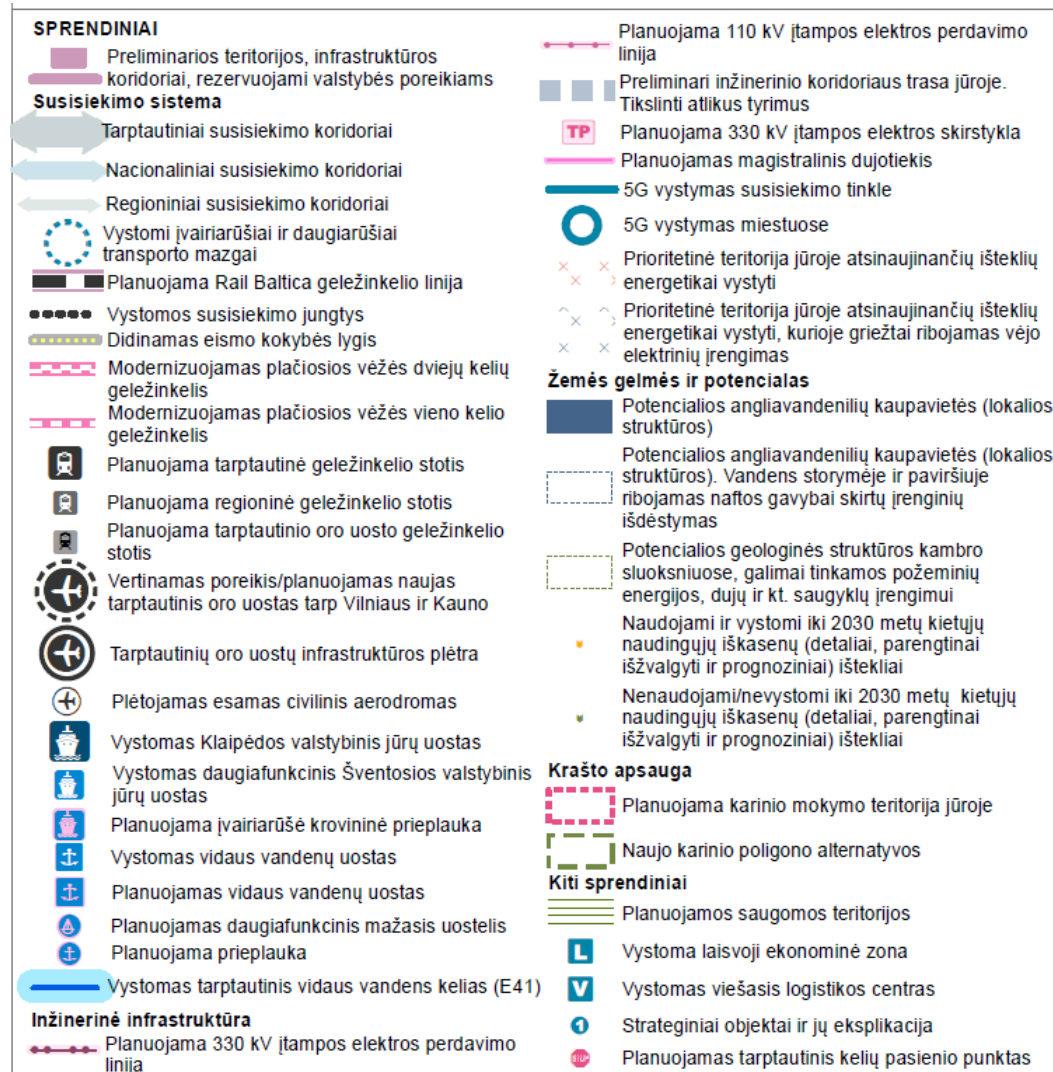 SPRENDINIAI
Preliminarios teritorijos, infrastruktūros
koridoriai, rezervuojami valstybės poreikiams
Susisiekimo sistema
Tarptautiniai susisiekimo koridoriai
Nacionaliniai susisiekimo koridoriai
Regioniniai susisiekimo koridoriai
Vystomi įvairiarūšiai ir daugiarūšiai
transporto mazgai
Planuojama Rail Baltica geležinkelio linija
Vystomos susisiekimo jungtys
Didinamas eismo kokybės lygis
Modernizuojamas plačiosios vėžės dviejų kelių
geležinkelis
Modernizuojamas plačiosios vėžės vieno kelio
geležinkelis
Planuojama tarptautinė geležinkelio stotis
Planuojama regioninė geležinkelio stotis
Planuojama tarptautinio oro uosto geležinkelio
stotis
Vertinamas poreikis/planuojamas naujas
tarptautinis oro uostas tarp Vilniaus ir Kauno
Tarptautinių oro uostų infrastruktūros plėtra
Plėtojamas esamas civilinis aerodromas
Vystomas Klaipėdos valstybinis jūrų uostas
Vystomas daugiafunkcinis Šventosios valstybinis
jūrų uostas
Planuojama įvairiarūšė krovininė prieplauka
Vystomas vidaus vandenų uostas
Planuojamas vidaus vandenų uostas
Planuojamas daugiafunkcinis mažasis uostelis
Planuojama prieplauka
Vystomas tarptautinis vidaus vandens kelias (E41)
Inžinerinė infrastruktūra
Planuojama 330 kV įtampos elektros perdavimo
linija
Planuojama 110 kV įtampos elektros perdavimo
linija
Preliminari inžinerinio koridoriaus trasa jūroje.
Tikslinti atlikus tyrimus
TP Planuojama 330 kV įtampos elektros skirstykla
Planuojamas magistralinis dujotiekis
5G vystymas susisiekimo tinkle
5G vystymas miestuose
Prioritetinė teritorija jūroje atsinaujinančių išteklių
energetikai vystyti
Prioritetinė teritorija jūroje atsinaujinančių išteklių
energetikai vystyti, kurioje griežtai ribojamas vėjo
elektrinių įrengimas
Žemės gelmės ir potencialas
Potencialios angliavandenilių kaupavietės (lokalios
struktūros)
Potencialios angliavandenilių kaupavietės (lokalios
struktūros). Vandens storymėje ir paviršiuje
ribojamas naftos gavybai skirtų įrenginių
išdėstymas
Potencialios geologinės struktūros kambro
sluoksniuose, galimai tinkamos požeminių
energijos, dujų ir kt. saugyklų įrengimui
Naudojami ir vystomi iki 2030 metų kietųjų
naudingųjų iškasenų (detaliai, parengtinai
išžvalgyti ir prognoziniai) ištekliai
Nenaudojami/nevystomi iki 2030 metų kietųjų
naudingųjų iškasenų (detaliai, parengtinai
išžvalgyti ir prognoziniai) ištekliai
Krašto apsauga
Planuojama karinio mokymo teritorija jūroje
Naujo karinio poligono alternatyvos
Kiti sprendiniai
Planuojamos saugomos teritorijos
L Vystoma laisvoji ekonominė zona
V Vystomas viešasis logistikos centras
1 Strateginiai objektai ir jų eksplikacija
Planuojamas tarptautinis kelių pasienio punktas